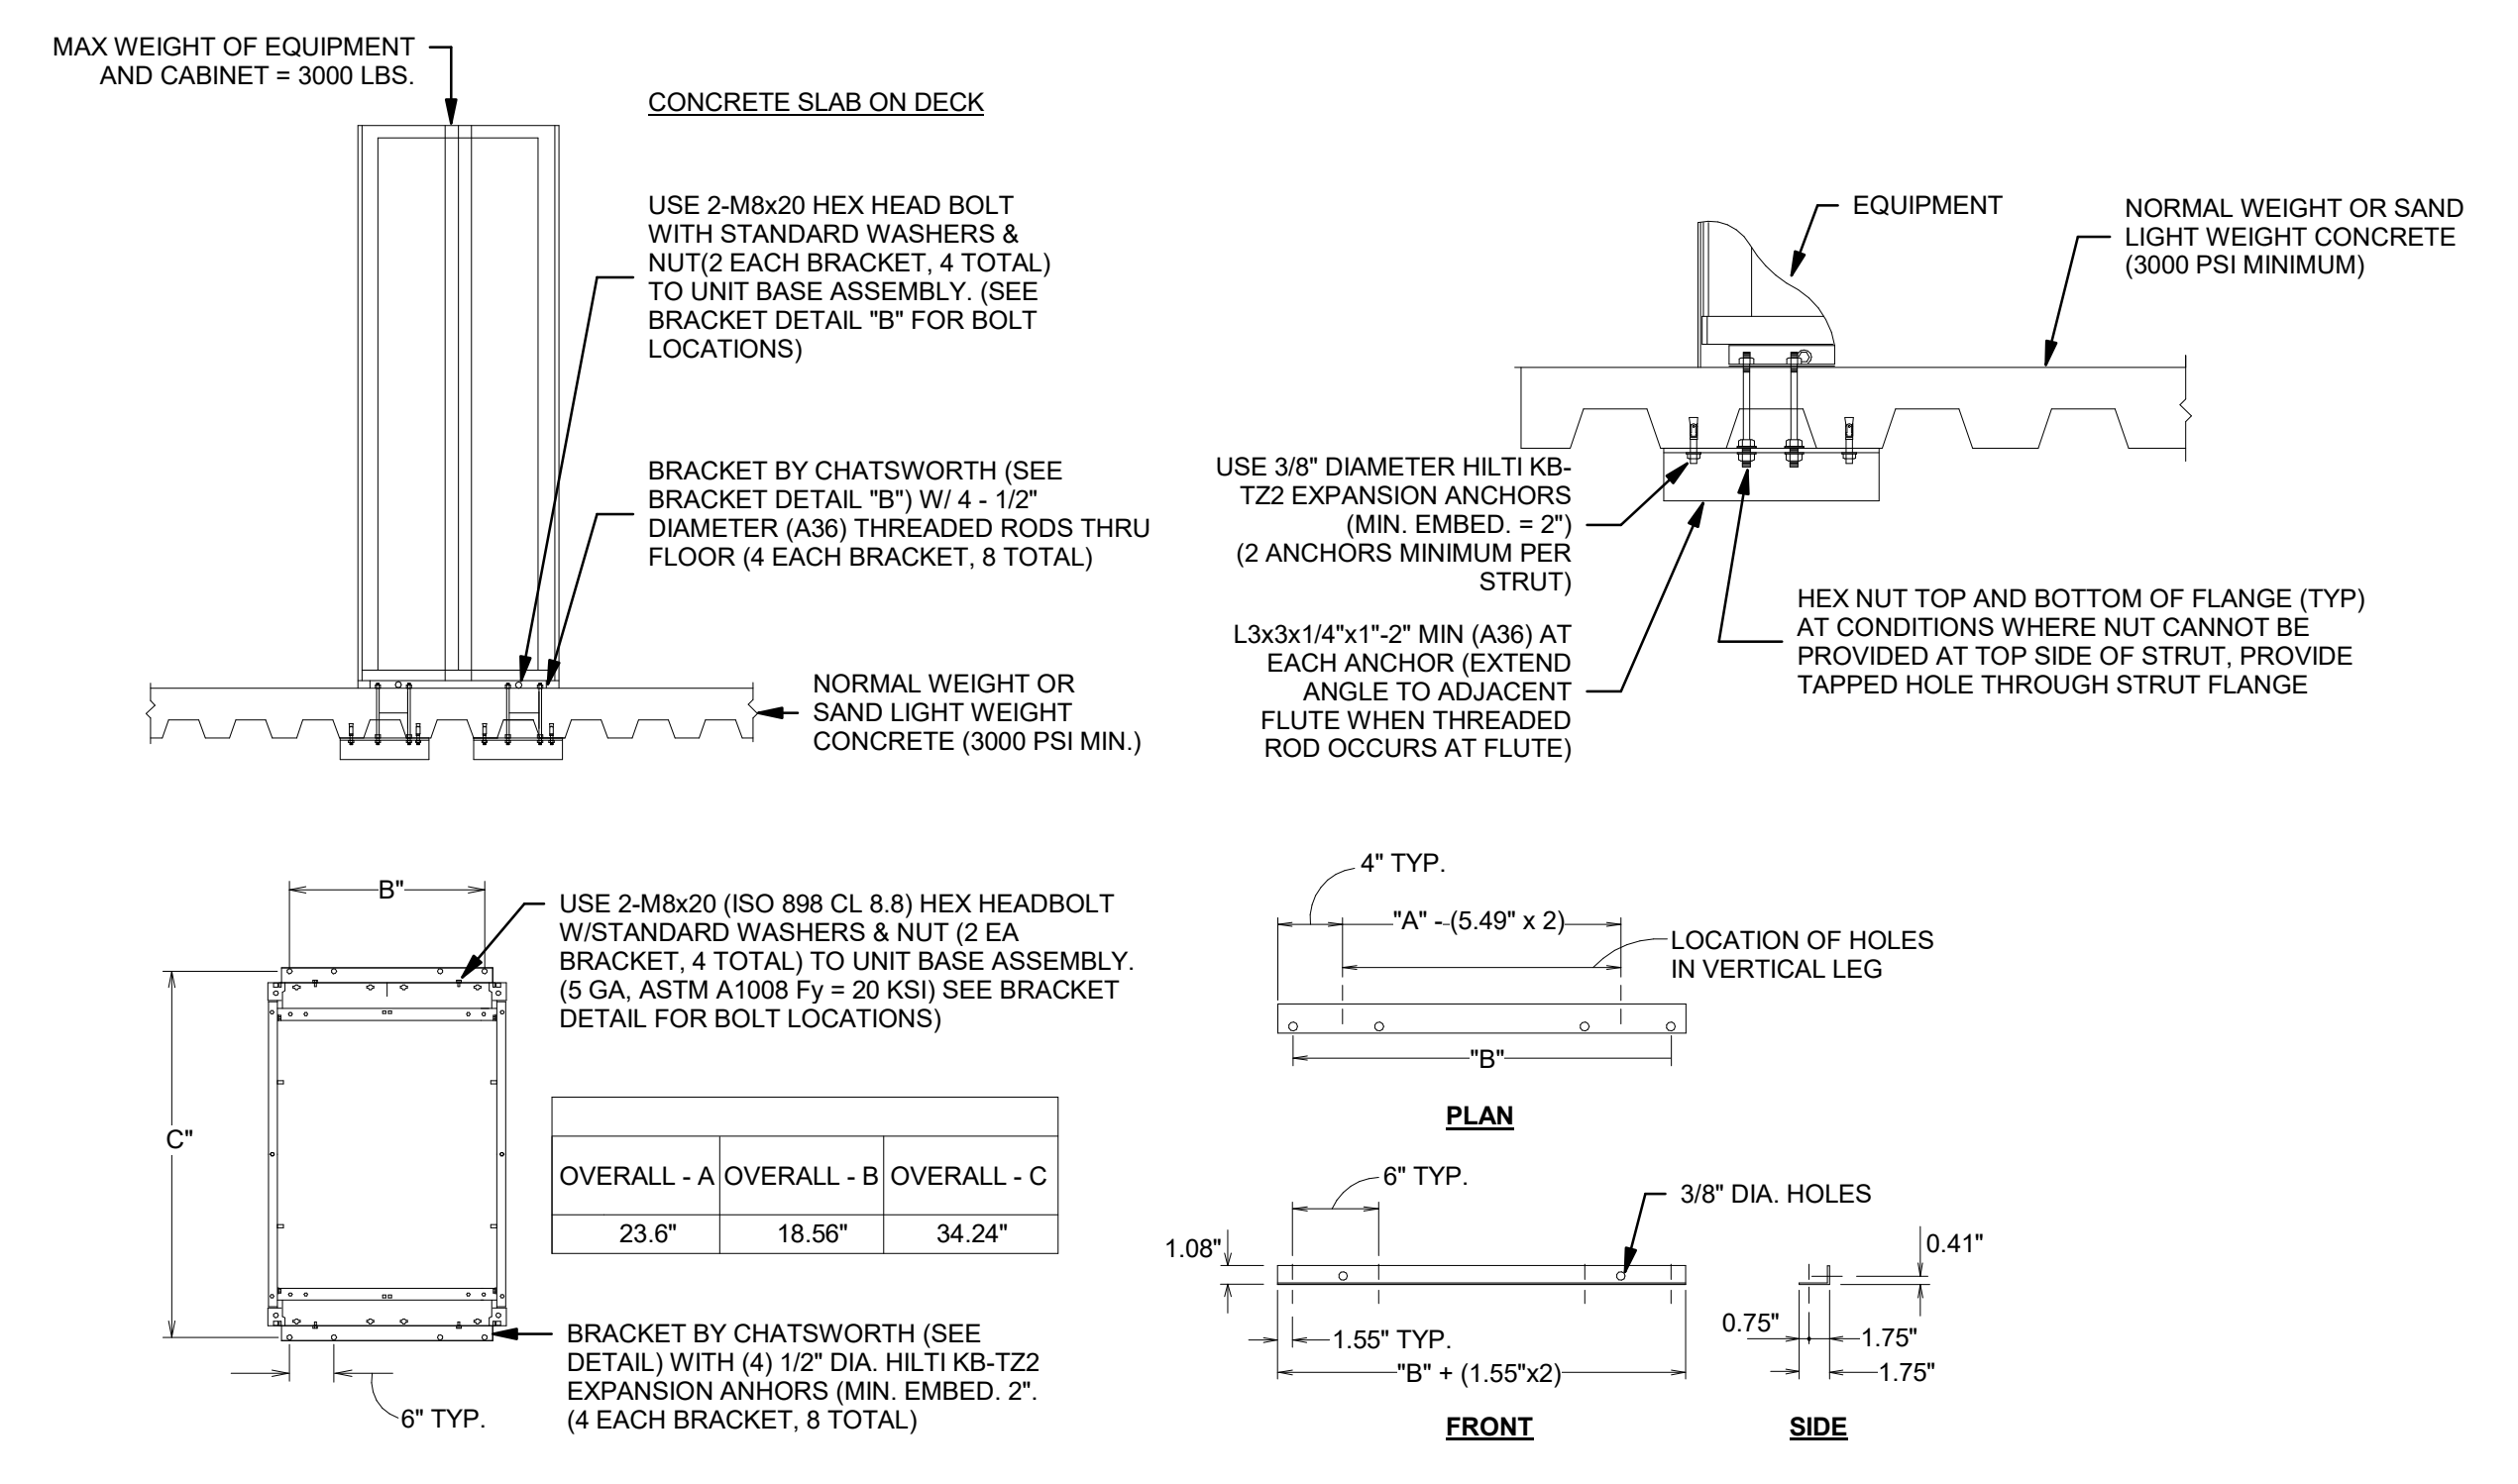 MAX WEIGHT OF EQUIPMENT
AND CABINET = 3000 LBS.
CONCRETE SLAB ON DECK
USE 2-M8x20 HEX HEAD BOLT
WITH STANDARD WASHERS &
NUT(2 EACH BRACKET, 4 TOTAL)
TO UNIT BASE ASSEMBLY. (SEE
BRACKET DETAIL "B" FOR BOLT
LOCATIONS)
BRACKET BY CHATSWORTH (SEE
BRACKET DETAIL "B") W/ 4 - 1/2"
DIAMETER (A36) THREADED RODS THRU
FLOOR (4 EACH BRACKET, 8 TOTAL)
NORMAL WEIGHT OR
SAND LIGHT WEIGHT
CONCRETE (3000 PSI MIN.)
EQUIPMENT
NORMAL WEIGHT OR SAND
LIGHT WEIGHT CONCRETE
(3000 PSI MINIMUM)
USE 3/8" DIAMETER HILTI KB-
TZ2 EXPANSION ANCHORS
(MIN. EMBED. = 2")
(2 ANCHORS MINIMUM PER
STRUT)
L3x3x1/4"x1"-2" MIN (A36) AT
EACH ANCHOR (EXTEND
ANGLE TO ADJACENT
FLUTE WHEN THREADED
ROD OCCURS AT FLUTE)
HEX NUT TOP AND BOTTOM OF FLANGE (TYP)
AT CONDITIONS WHERE NUT CANNOT BE
PROVIDED AT TOP SIDE OF STRUT, PROVIDE
TAPPED HOLE THROUGH STRUT FLANGE
B"
C"
USE 2-M8x20 (ISO 898 CL 8.8) HEX HEADBOLT
W/STANDARD WASHERS & NUT (2 EA
BRACKET, 4 TOTAL) TO UNIT BASE ASSEMBLY.
(5 GA, ASTM A1008 Fy = 20 KSI) SEE BRACKET
DETAIL FOR BOLT LOCATIONS)
OVERALL - A OVERALL - B OVERALL - C
23.6" 18.56" 34.24"
BRACKET BY CHATSWORTH (SEE
DETAIL) WITH (4) 1/2" DIA. HILTI KB-TZ2
EXPANSION ANHORS (MIN. EMBED. 2".
(4 EACH BRACKET, 8 TOTAL)
6" TYP.
4" TYP.
"A" - (5.49" x 2)
LOCATION OF HOLES
IN VERTICAL LEG
"B"
PLAN
6" TYP.
3/8" DIA. HOLES
1.08"
1.55" TYP.
"B" + (1.55"x2)
FRONT
0.41"
0.75"
1.75"
1.75"
SIDE